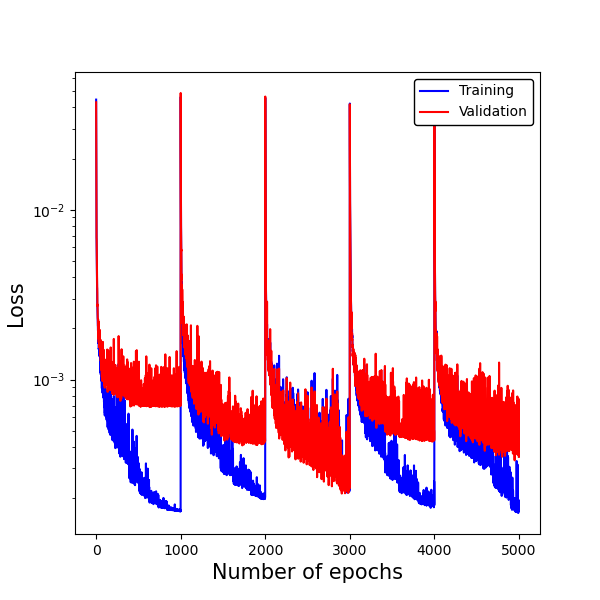 Training
Validation
Loss
10⁻²
10⁻³
0 1000 2000 3000 4000 5000
Number of epochs